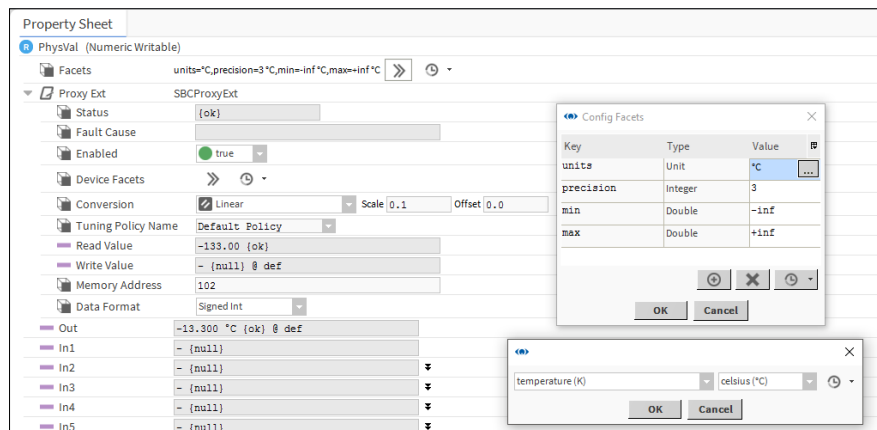 Property Sheet
PhysVal (Numeric Writable)
Facets units=°C,precision=3 °C,min=-inf °C,max=+inf °C
Proxy Ext SBCProxyExt
Status {ok}
Fault Cause
Enabled true
Device Facets
Conversion Linear Scale 0.1 Offset 0.0
Tuning Policy Name Default Policy
Read Value -133.00 {ok}
Write Value - {null} @ def
Memory Address 102
Data Format Signed Int
Out -13.300 °C {ok} @ def
In1 - {null}
In2 - {null}
In3 - {null}
In4 - {null}
In5 - {null}
Config Facets
Key Type Value
units Unit °C ...
precision Integer 3
min Double -inf
max Double +inf
OK Cancel
temperature (K) celsius (°C)
OK Cancel